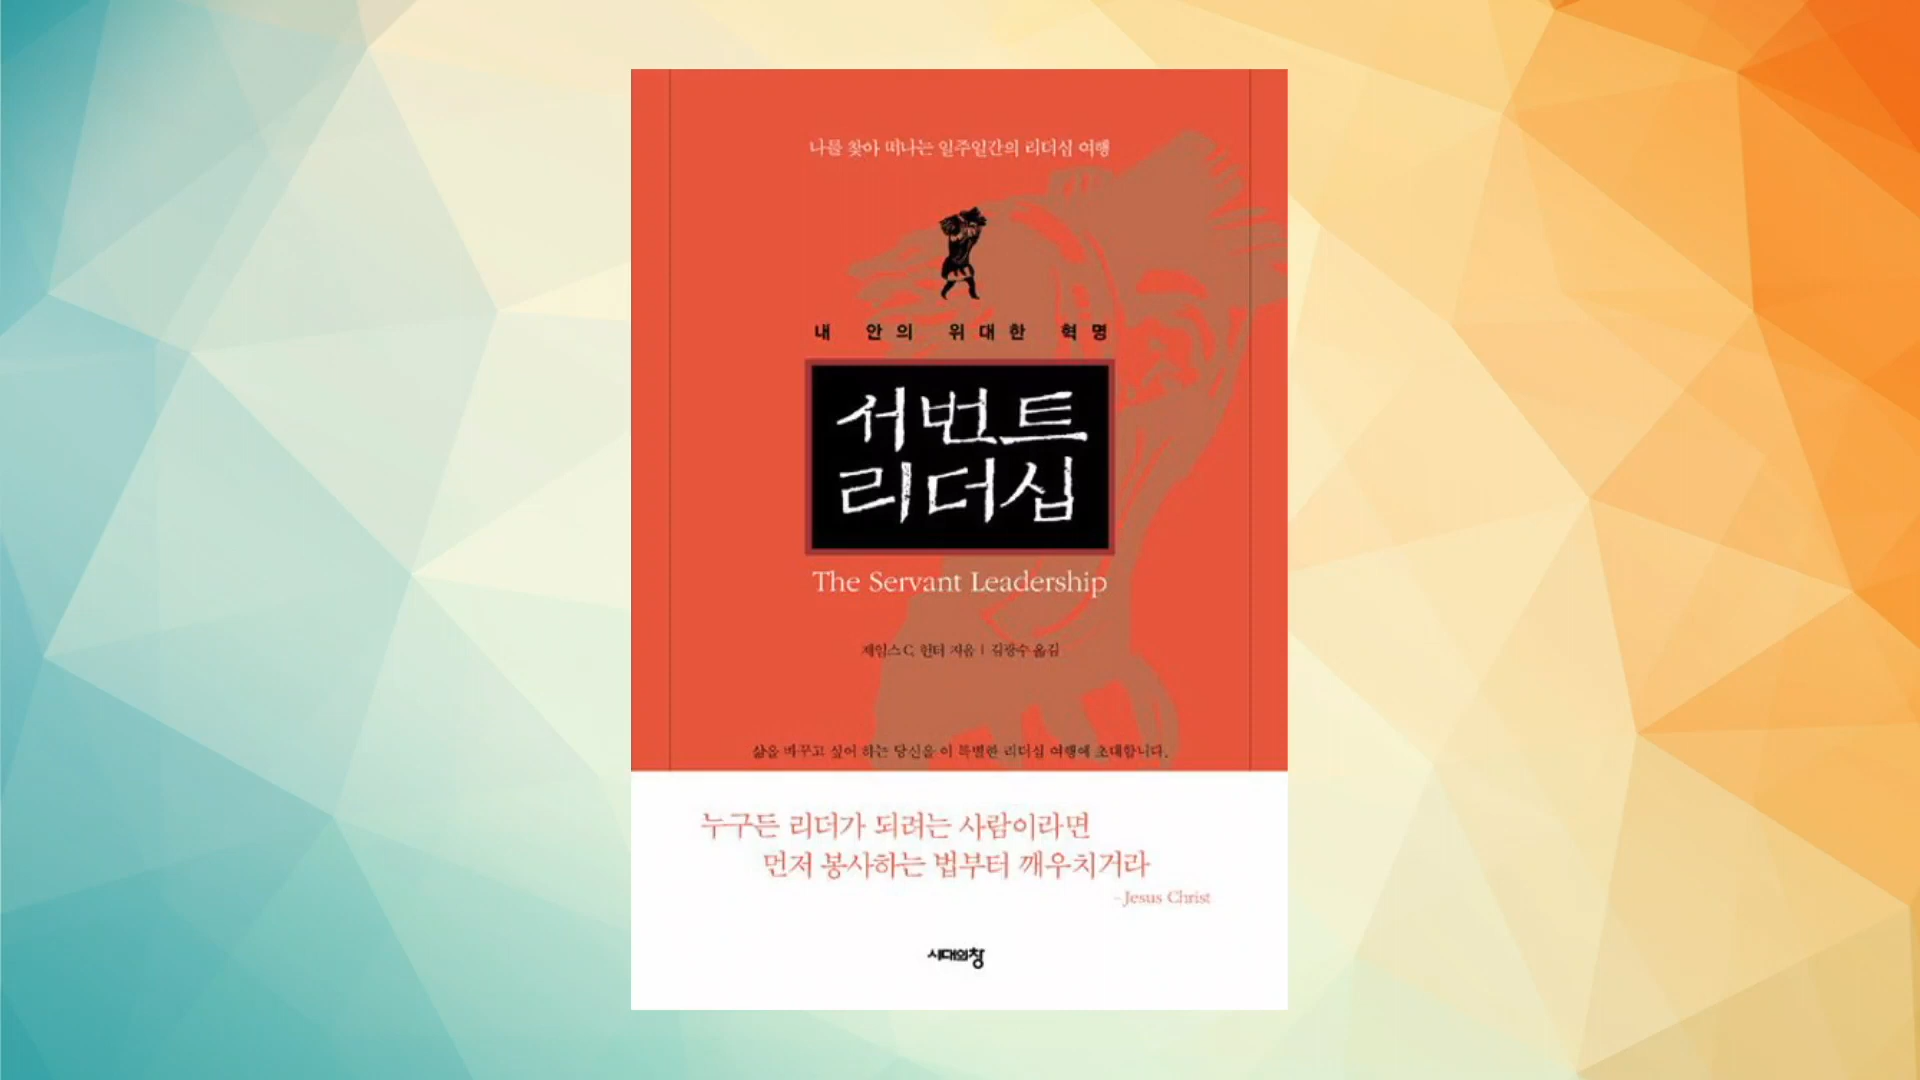 나를 찾아 떠나는 일주일간의 리더십 여행
내 안의 위대한 혁명
서번트
리더십
The Servant Leadership
제임스 C. 헌터 지음 | 김광수 옮김
삶을 바꾸고 싶어 하는 당신을 이 특별한 리더십 여행에 초대합니다.
누구든 리더가 되려는 사람이라면
먼저 봉사하는 법부터 깨우치거라
- Jesus Christ
시대의창